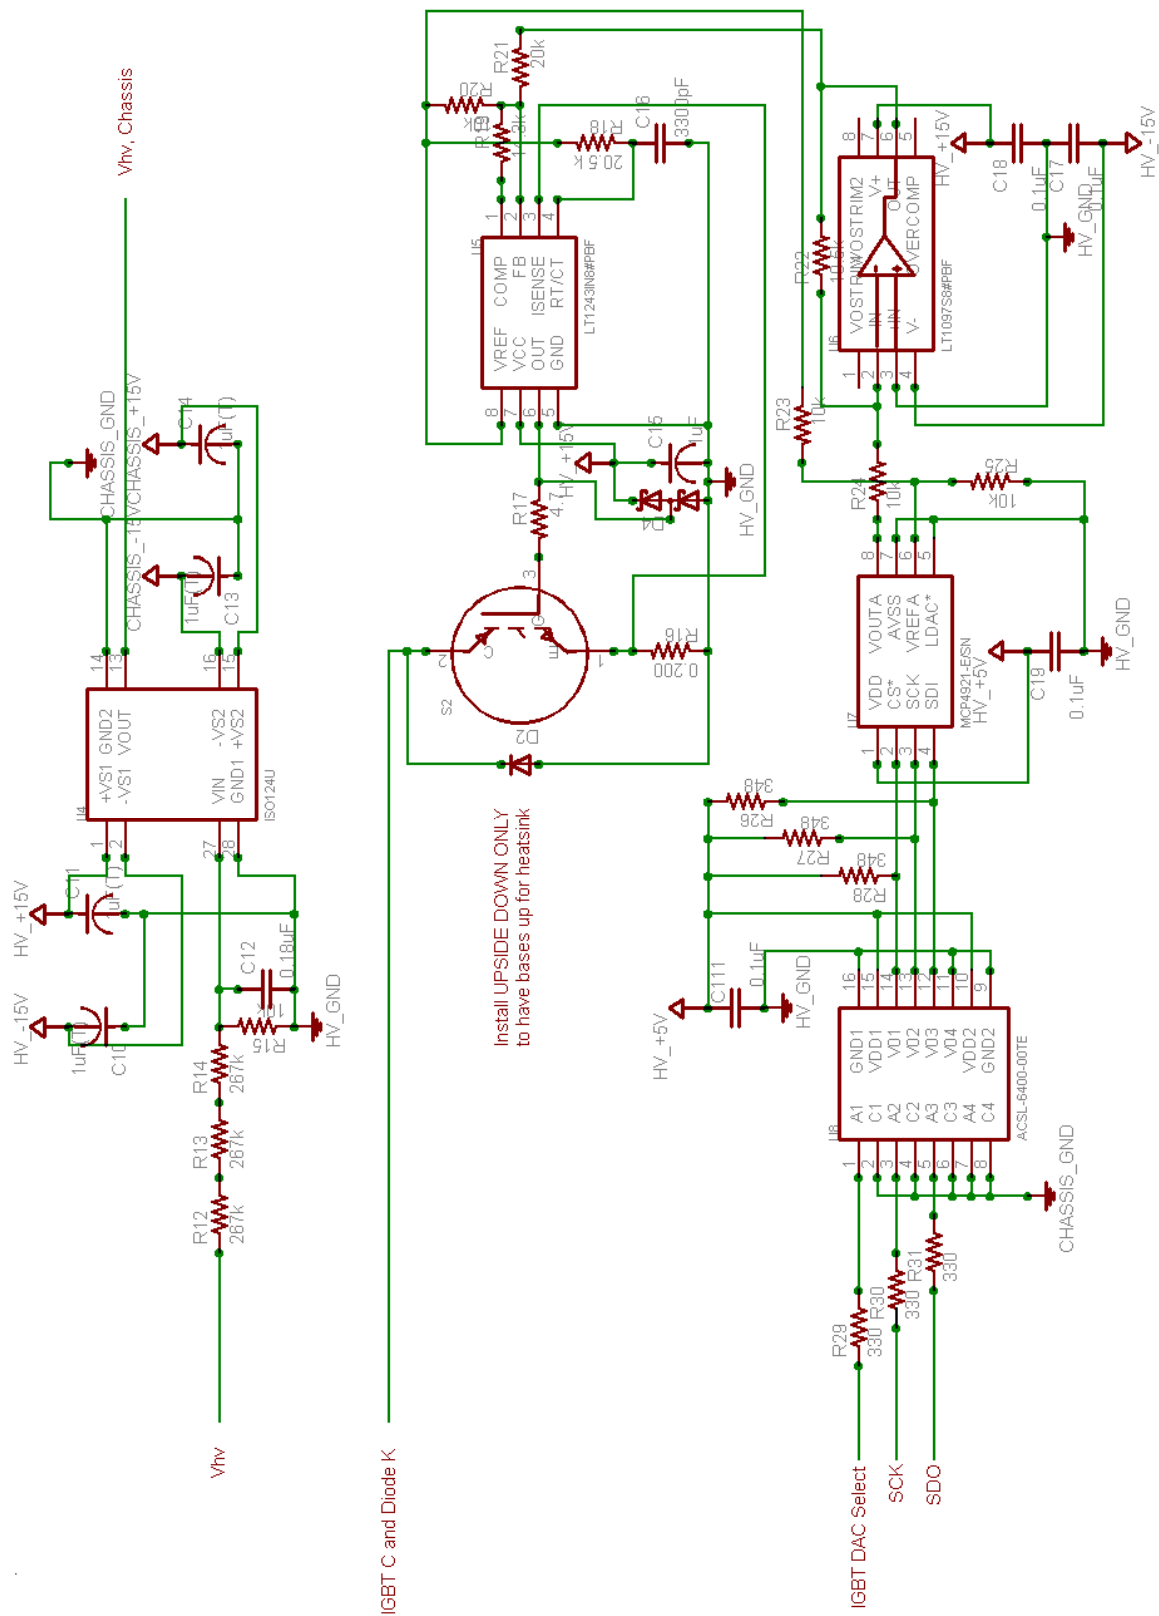 Vhv, Chassis
CHASSIS_GND
CHASSIS_-15V
CHASSIS_+15V
C14
1uF(T)
1uF(T)
C13
14
13
16
15
+VS1 GND2
-VS1 VOUT
VIN -VS2
GND1 +VS2
U4
ISO124U
1
2
27
28
HV_+15V
C11
1uF(T)
HV_-15V
1uF(T)
C10
C12
0.18uF
10k
R15
HV_GND
R14
267k
R13
267k
R12
267k
Vhv
R21
20k
R20
R19
C16
3300pF
R18
20.5k
1
2
3
4
U5
VREF COMP
VCC FB
OUT ISENSE
GND RT/CT
LT1243IN8#PBF
8
7
6
5
HV_+15V
C15
1uF
R17
4.7
D4
HV_GND
3
G
C
E
2
1
S2
R16
0.200
D2
Install UPSIDE DOWN ONLY
to have bases up for heatsink
IGBT C and Diode K
8
7
6
5
HV_+15V
HV_-15V
C18
C17
0.1uF
0.1uF
HV_GND
R22
10.5k
VOSTRIM
VOSTRIM2
V+
-IN
OUT
+IN
V-
OVERCOMP
U6
LT1097S8#PBF
1
2
3
4
R23
10k
R24
10k
R25
10k
8
7
6
5
VDD VOUTA
CS* AVSS
SCK VREFA
SDI LDAC*
U7
MCP4921-E/SN
1
2
3
4
HV_+5V
C19
0.1uF
HV_GND
348
R26
348
R27
348
R28
HV_+5V
C111
0.1uF
HV_GND
16
15
14
13
12
11
10
9
A1 GND1
C1 VDD1
A2 VO1
C2 VO2
A3 VO3
C3 VO4
A4 VDD2
C4 GND2
U8
ACSL-6400-00TE
1
2
3
4
5
6
7
8
CHASSIS_GND
R29
330
R30
330
R31
330
IGBT DAC Select
SCK
SDO